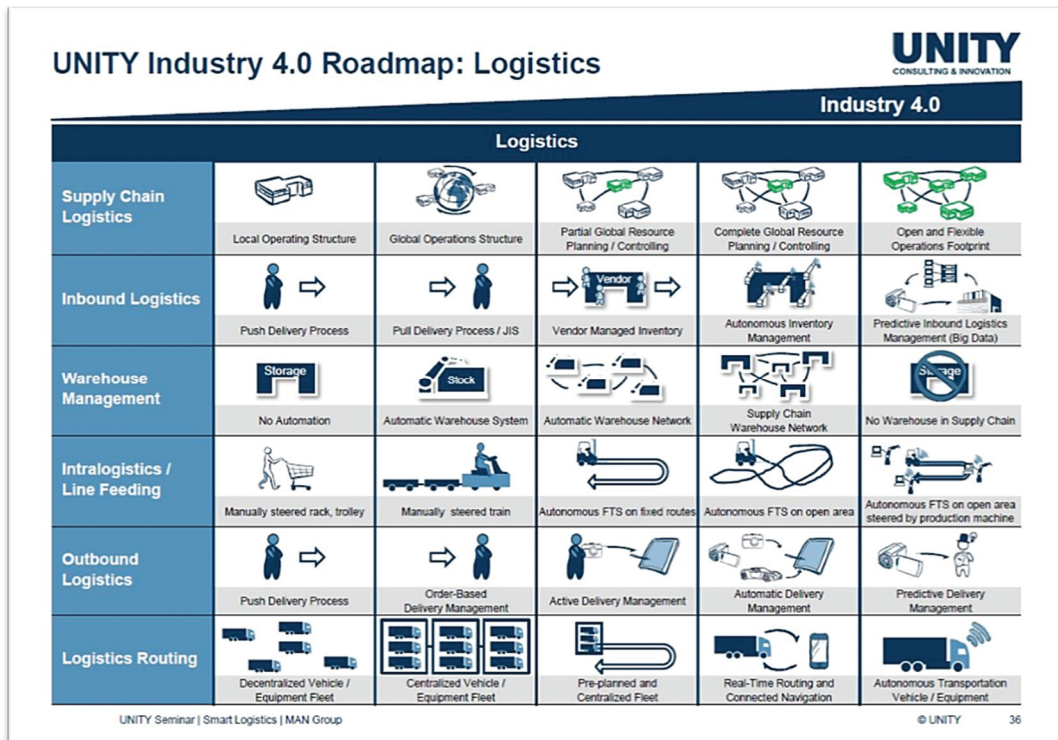 UNITY Industry 4.0 Roadmap: Logistics
UNITY
CONSULTING & INNOVATION
Industry 4.0
Logistics
Supply Chain
Logistics
Local Operating Structure
Global Operations Structure
Partial Global Resource
Planning / Controlling
Complete Global Resource
Planning / Controlling
Open and Flexible
Operations Footprint
Inbound Logistics
Vendor
Push Delivery Process
Pull Delivery Process / JIS
Vendor Managed Inventory
Autonomous Inventory
Management
Predictive Inbound Logistics
Management (Big Data)
Warehouse
Management
Storage
Stock
Storage
No Automation
Automatic Warehouse System
Automatic Warehouse Network
Supply Chain
Warehouse Network
No Warehouse in Supply Chain
Intralogistics /
Line Feeding
Manually steered rack, trolley
Manually steered train
Autonomous FTS on fixed routes
Autonomous FTS on open area
Autonomous FTS on open area
steered by production machine
Outbound
Logistics
Push Delivery Process
Order-Based
Delivery Management
Active Delivery Management
Automatic Delivery
Management
Predictive Delivery
Management
Logistics Routing
Decentralized Vehicle /
Equipment Fleet
Centralized Vehicle /
Equipment Fleet
Pre-planned and
Centralized Fleet
Real-Time Routing and
Connected Navigation
Autonomous Transportation
Vehicle / Equipment
UNITY Seminar | Smart Logistics | MAN Group
© UNITY
36